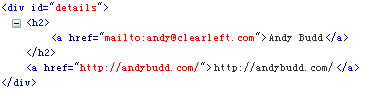 <div id="details">
<h2>
<a href="mailto:andy@clearleft.com">Andy Budd</a>
</h2>
<a href="http://andybudd.com/">http://andybudd.com/</a>
</div>